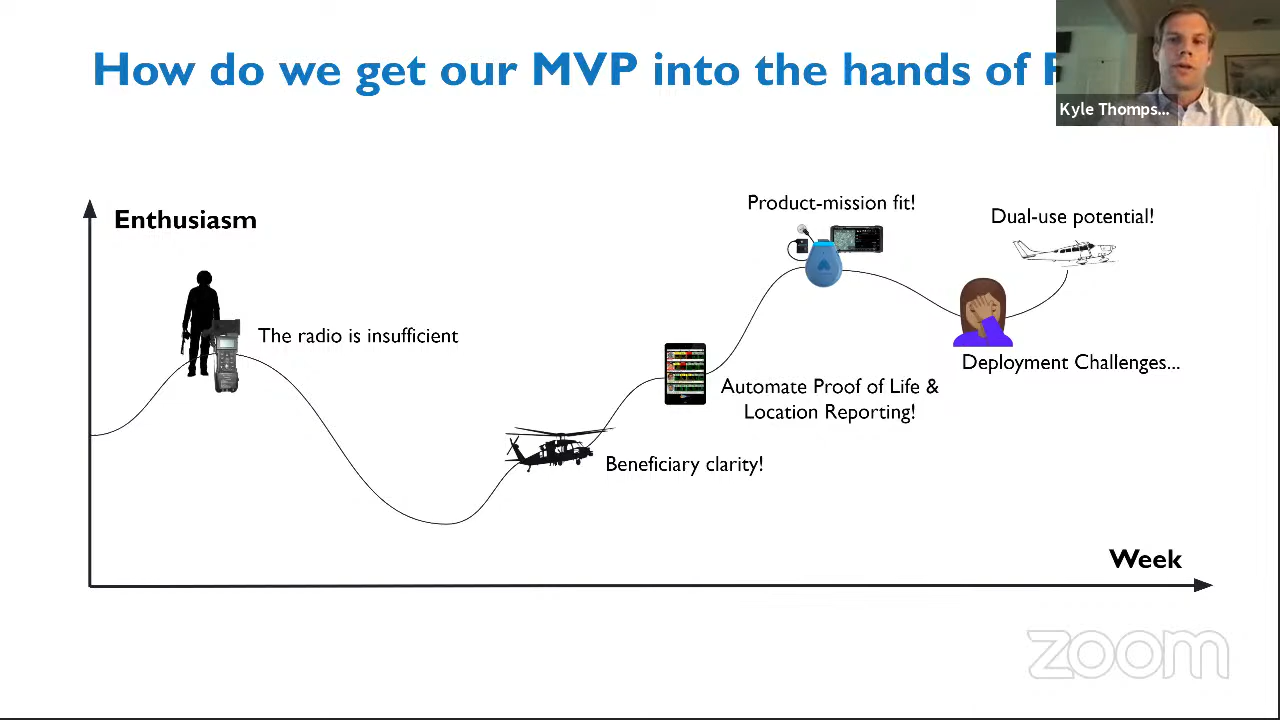 How do we get our MVP into the hands of
Kyle Thomps...
Enthusiasm
Product-mission fit!
Dual-use potential!
The radio is insufficient
Deployment Challenges...
Automate Proof of Life &
Location Reporting!
Beneficiary clarity!
Week
zoom